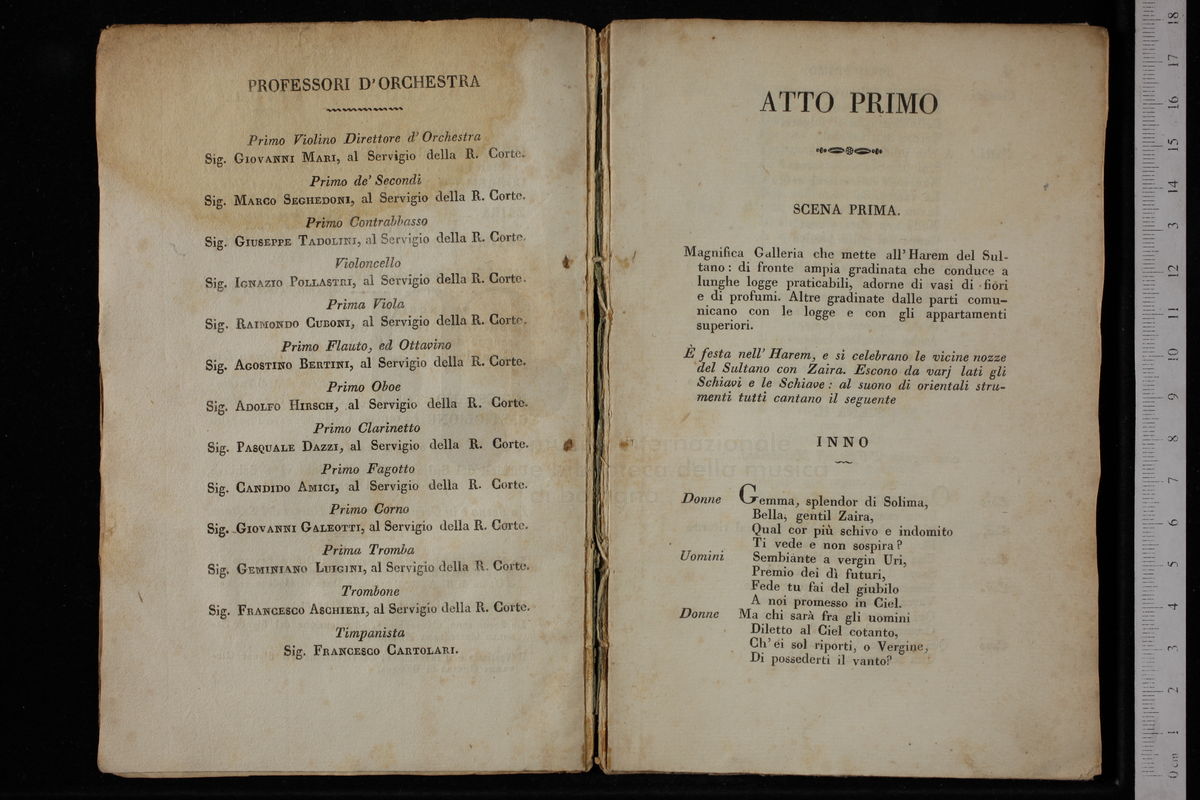 PROFESSORI D'ORCHESTRA
Primo Violino Direttore d'Orchestra
Sig. GIOVANNI MARI, al Servigio della R. Corte.
Primo de' Secondi
Sig. MARCO SEGHEDONI, al Servigio della R. Corte.
Primo Contrabbasso
Sig. GIUSEPPE TADOLINI, al Servigio della R. Corte.
Violoncello
Sig. IGNAZIO POLLASTRI, al Servigio della R. Corte.
Prima Viola
Sig. RAIMONDO CUBONI, al Servigio della R. Corte.
Primo Flauto, ed Ottavino
Sig. AGOSTINO BERTINI, al Servigio della R. Corte.
Primo Oboe
Sig. ADOLFO HIRSCH, al Servigio della R. Corte.
Primo Clarinetto
Sig. PASQUALE DAZZI, al Servigio della R. Corte.
Primo Fagotto
Sig. CANDIDO AMICI, al Servigio della R. Corte.
Primo Corno
Sig. GIOVANNI GALEOTTI, al Servigio della R. Corte.
Prima Tromba
Sig. GEMINIANO LUIGINI, al Servigio della R. Corte.
Trombone
Sig. FRANCESCO ASCHIERI, al Servigio della R. Corte.
Timpanista
Sig. FRANCESCO CARTOLARI.
ATTO PRIMO
SCENA PRIMA.
Magnifica Galleria che mette all'Harem del Sul-
tano: di fronte ampia gradinata che conduce a
lunghe logge praticabili, adorne di vasi di fiori
e di profumi. Altre gradinate dalle parti comu-
nicano con le logge e con gli appartamenti
superiori.
È festa nell'Harem, e si celebrano le vicine nozze
del Sultano con Zaira. Escono da varj lati gli
Schiavi e le Schiave: al suono di orientali stru-
menti tutti cantano il seguente
INNO
Donne Gemma, splendor di Solima,
Bella, gentil Zaira,
Qual cor più schivo e indomito
Ti vede e non sospira?
Uomini Sembiante a vergin Uri,
Premio dei dì futuri,
Fede tu fai del giubilo
A noi promesso in Ciel.
Donne Ma chi sarà fra gli uomini
Diletto al Ciel cotanto,
Ch'ei sol riporti, o Vergine,
Di possederti il vanto?